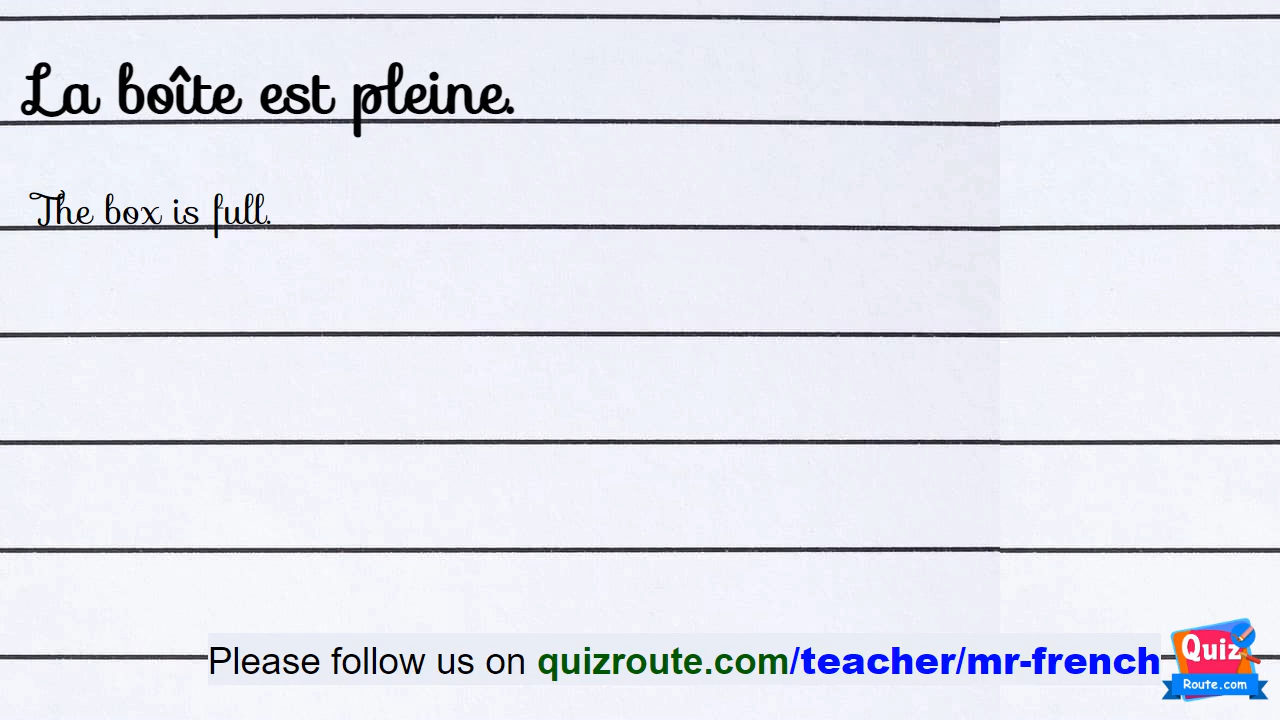 La boîte est pleine.
The box is full.
Please follow us on quizroute.com/teacher/mr-french
Quiz
Route.com